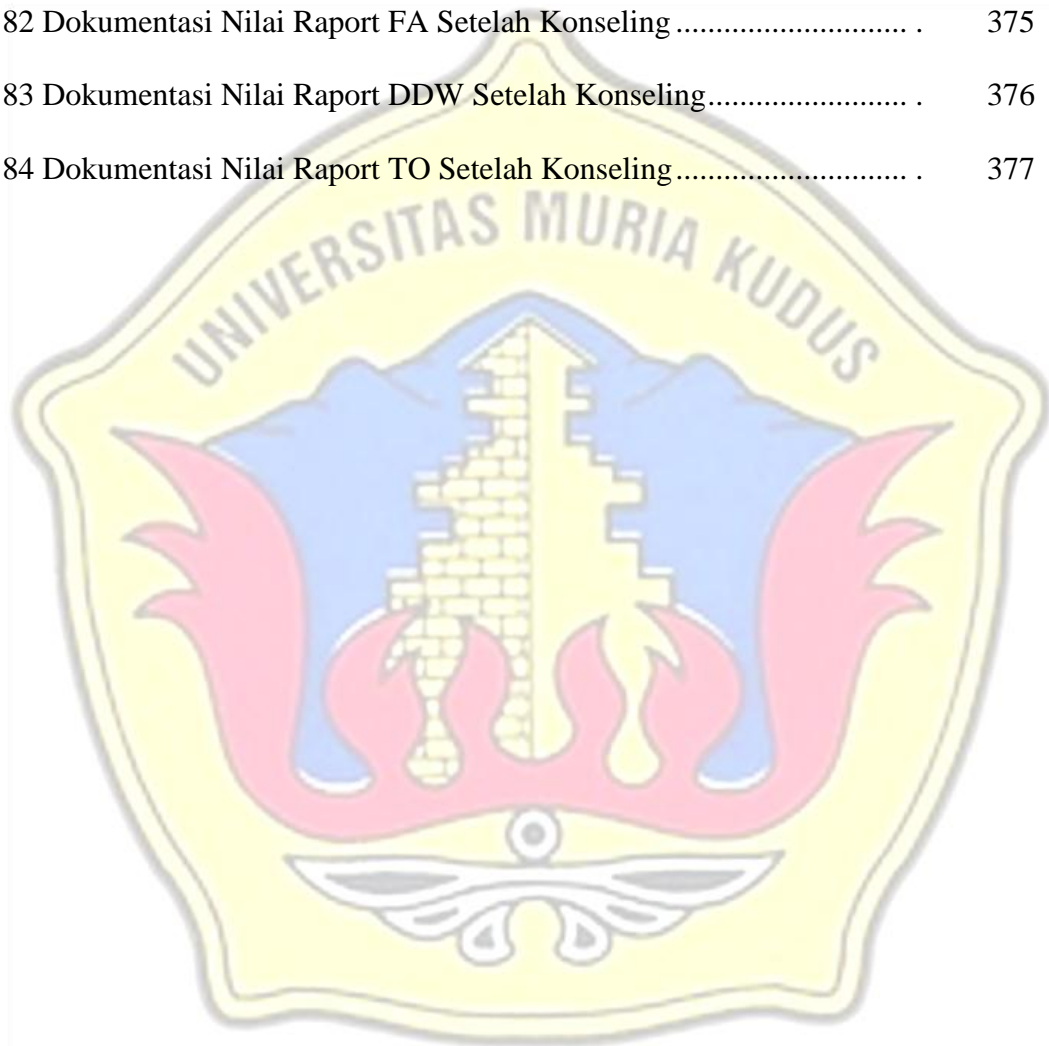 82 Dokumentasi Nilai Raport FA Setelah Konseling ........................... . 375
83 Dokumentasi Nilai Raport DDW Setelah Konseling....................... . 376
84 Dokumentasi Nilai Raport TO Setelah Konseling........................... . 377
UNIVERSITAS MURIA KUDUS